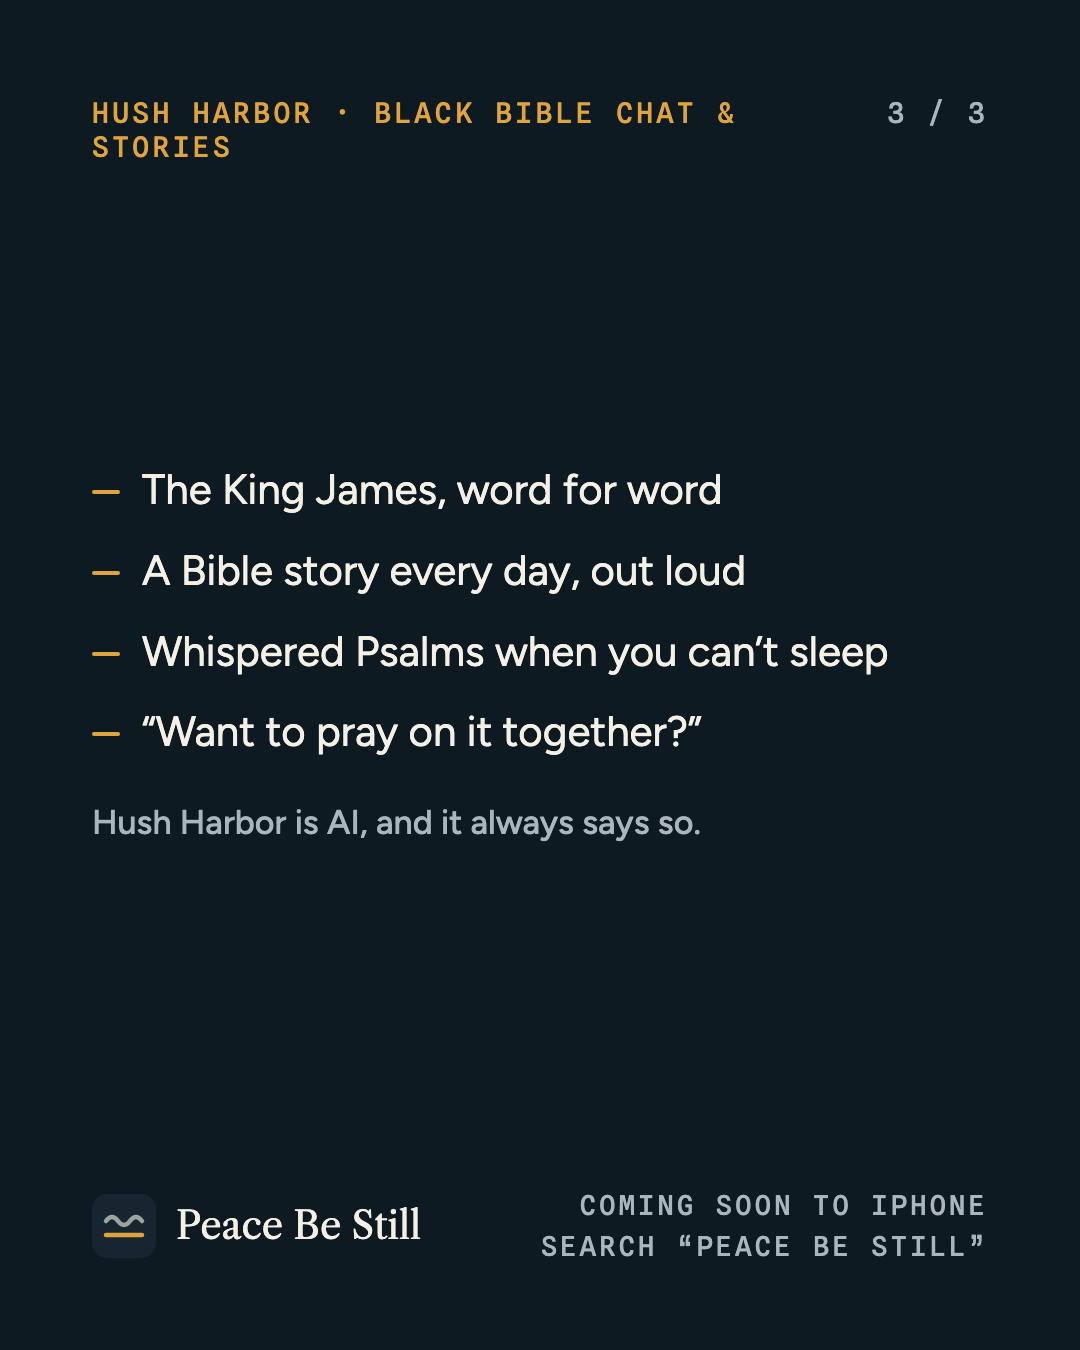 HUSH HARBOR · BLACK BIBLE CHAT &
STORIES
3 / 3
— The King James, word for word
— A Bible story every day, out loud
— Whispered Psalms when you can’t sleep
— “Want to pray on it together?”
Hush Harbor is AI, and it always says so.
Peace Be Still
COMING SOON TO IPHONE
SEARCH “PEACE BE STILL”